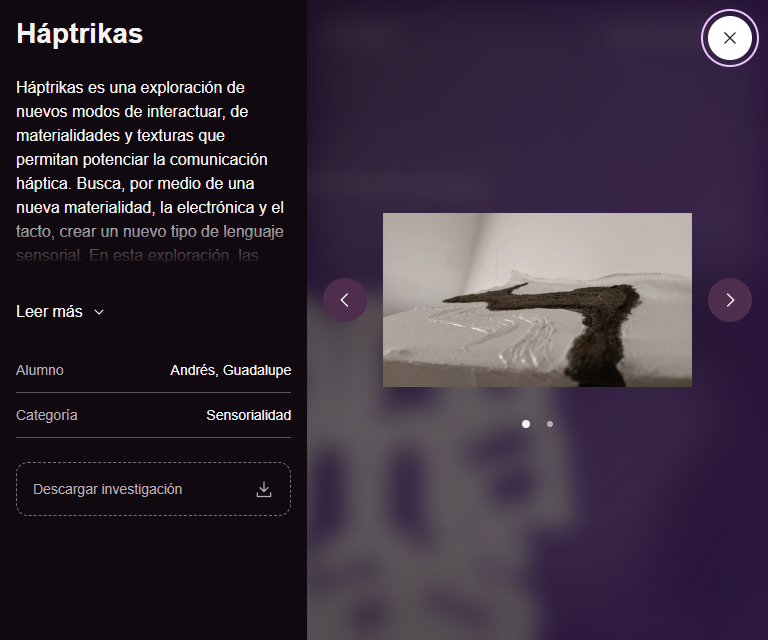 Háptrikas
Háptrikas es una exploración de
nuevos modos de interactuar, de
materialidades y texturas que
permitan potenciar la comunicación
háptica. Busca, por medio de una
nueva materialidad, la electrónica y el
tacto, crear un nuevo tipo de lenguaje
sensorial. En esta exploración, las
Leer más
Alumno Andrés, Guadalupe
Categoría Sensorialidad
Descargar investigación